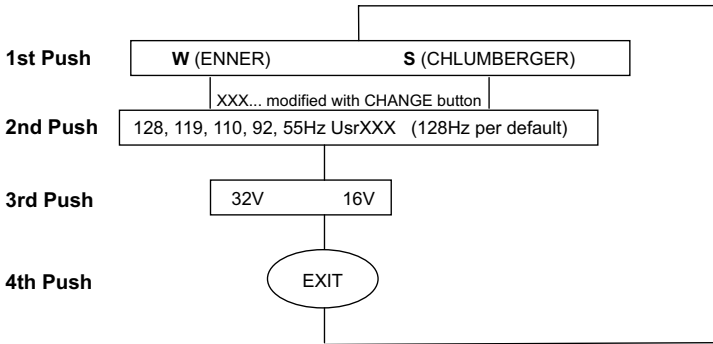 1st Push W (ENNER) S (CHLUMBERGER)
XXX... modified with CHANGE button
2nd Push 128, 119, 110, 92, 55Hz UsrXXX (128Hz per default)
3rd Push 32V 16V
4th Push EXIT